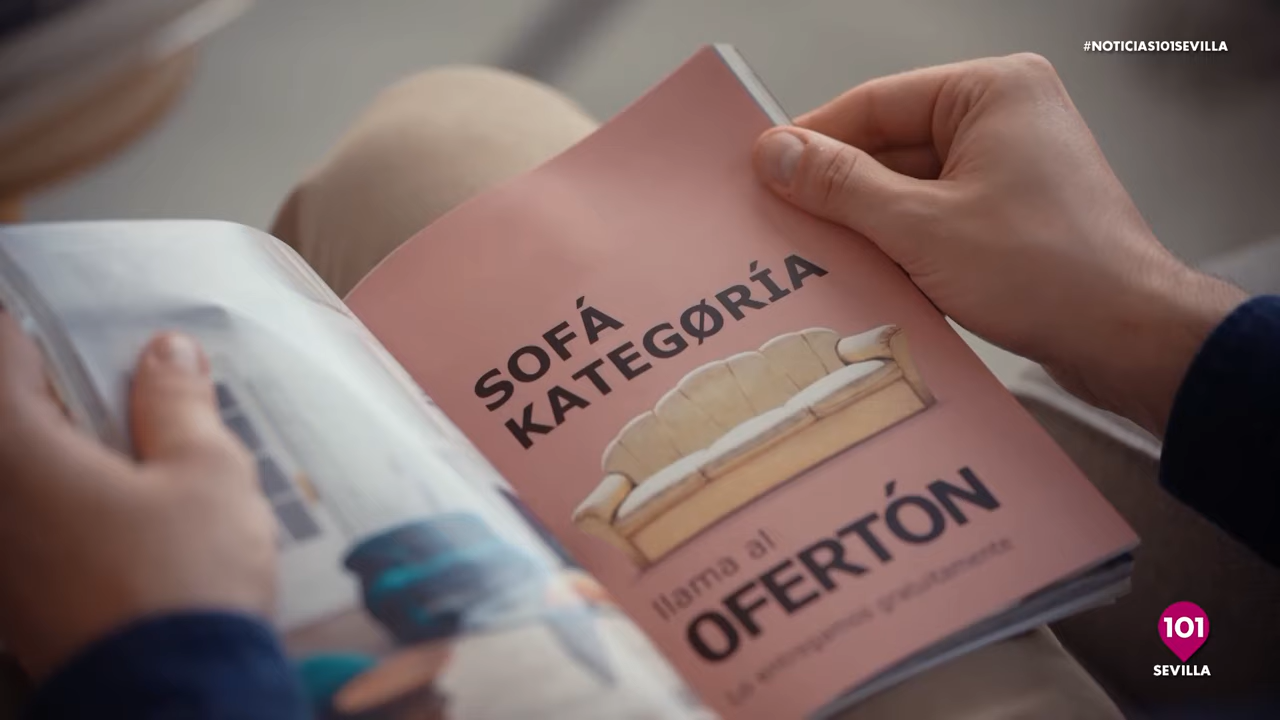 #NOTICIAS101SEVILLA
SOFÁ
KATEGØRÍA
llama al
OFERTÓN
Lo entregamos gratuitamente
101
SEVILLA